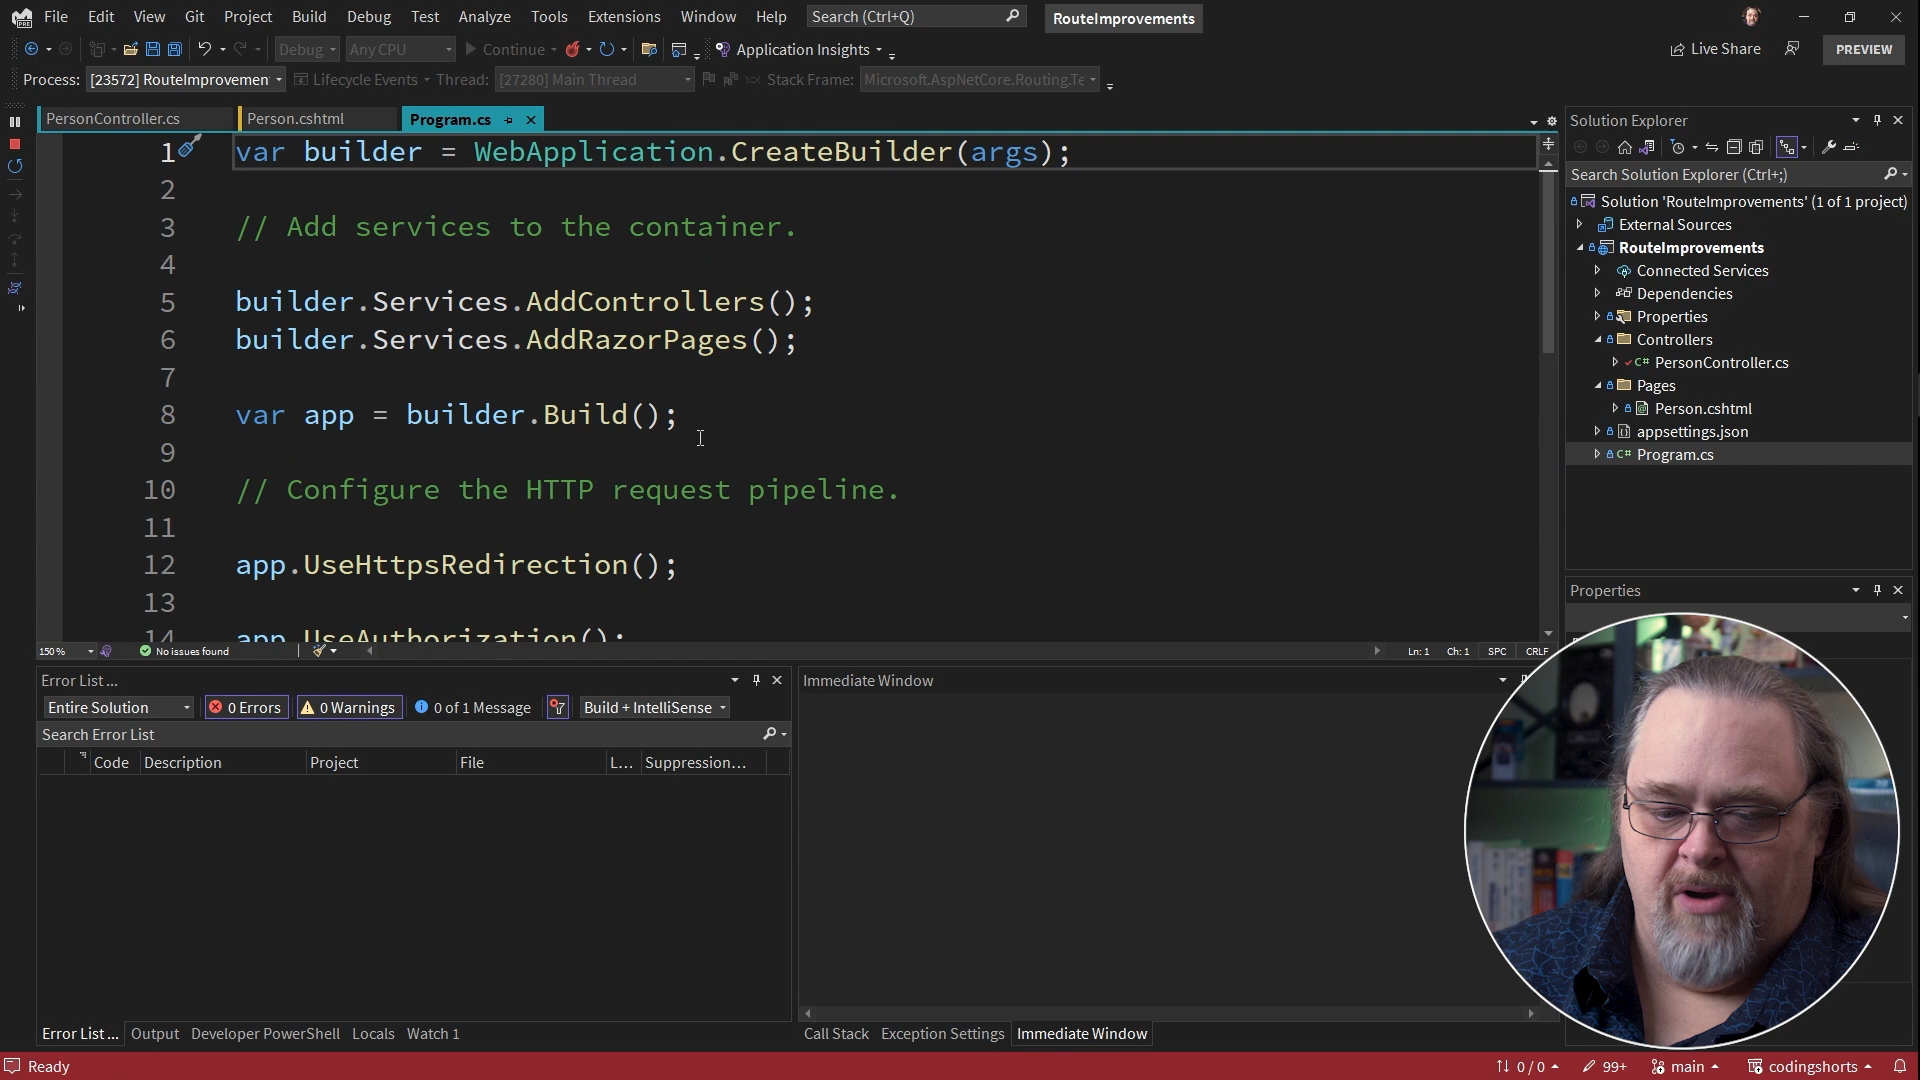 File Edit View Git Project Build Debug Test Analyze Tools Extensions Window Help Search (Ctrl+Q) RouteImprovements
Debug Any CPU Continue Application Insights Live Share PREVIEW
Process: [23572] RouteImprovemen Lifecycle Events Thread: [27280] Main Thread Stack Frame: Microsoft.AspNetCore.Routing.Te
PersonController.cs Person.cshtml Program.cs
1 var builder = WebApplication.CreateBuilder(args);
2
3 // Add services to the container.
4
5 builder.Services.AddControllers();
6 builder.Services.AddRazorPages();
7
8 var app = builder.Build();
9
10 // Configure the HTTP request pipeline.
11
12 app.UseHttpsRedirection();
13
14 app.UseAuthorization();
150% No issues found Ln: 1 Ch: 1 SPC CRLF
Solution Explorer
Search Solution Explorer (Ctrl+;)
Solution 'RouteImprovements' (1 of 1 project)
External Sources
RouteImprovements
Connected Services
Dependencies
Properties
Controllers
C# PersonController.cs
Pages
Person.cshtml
appsettings.json
C# Program.cs
Properties
Error List ...
Entire Solution 0 Errors 0 Warnings 0 of 1 Message Build + IntelliSense
Search Error List
Code Description Project File L... Suppression...
Immediate Window
Error List ... Output Developer PowerShell Locals Watch 1
Call Stack Exception Settings Immediate Window
Ready 0 / 0 99+ main codingshorts